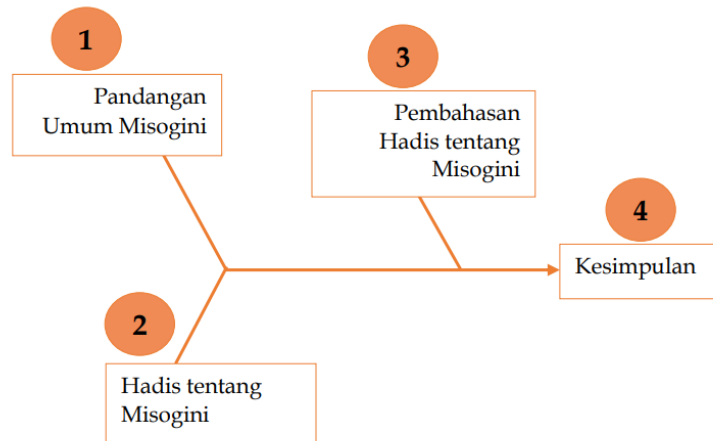 1
Pandangan
Umum Misogini
2
Hadis tentang
Misogini
3
Pembahasan
Hadis tentang
Misogini
4
Kesimpulan